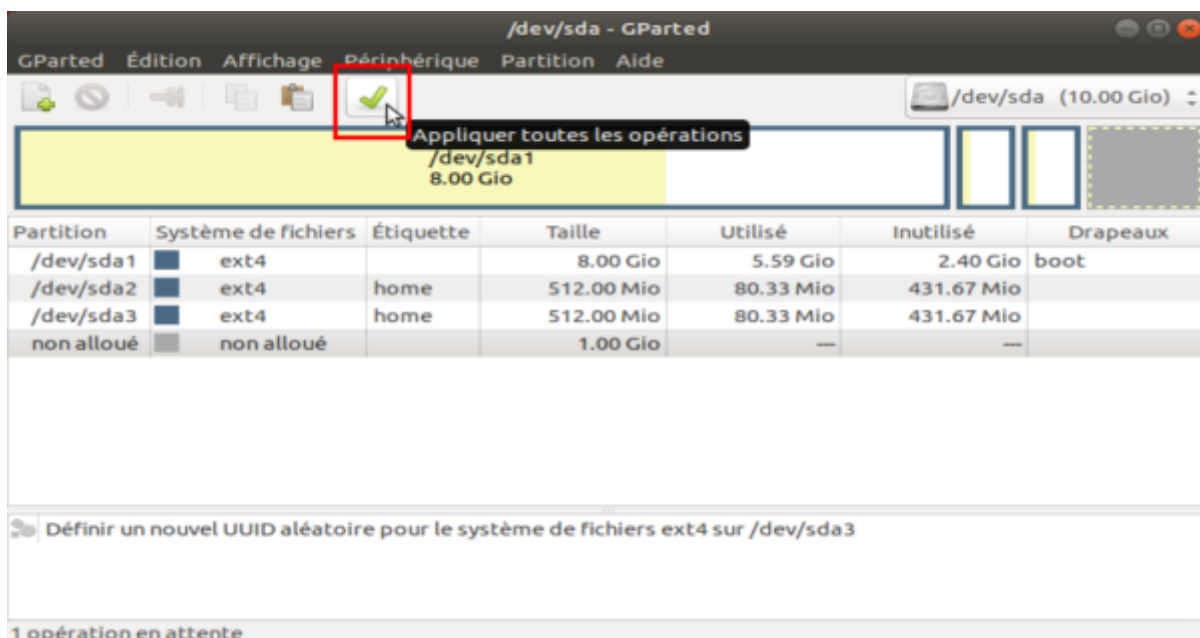 /dev/sda - GParted
GParted Édition Affichage Périphérique Partition Aide
/dev/sda (10.00 Gio)
Appliquer toutes les opérations
/dev/sda1
8.00 Gio
Partition Système de fichiers Étiquette Taille Utilisé Inutilisé Drapeaux
/dev/sda1 ext4 8.00 Gio 5.59 Gio 2.40 Gio boot
/dev/sda2 ext4 home 512.00 Mio 80.33 Mio 431.67 Mio
/dev/sda3 ext4 home 512.00 Mio 80.33 Mio 431.67 Mio
non alloué non alloué 1.00 Gio --- ---
Définir un nouvel UUID aléatoire pour le système de fichiers ext4 sur /dev/sda3
1 opération en attente